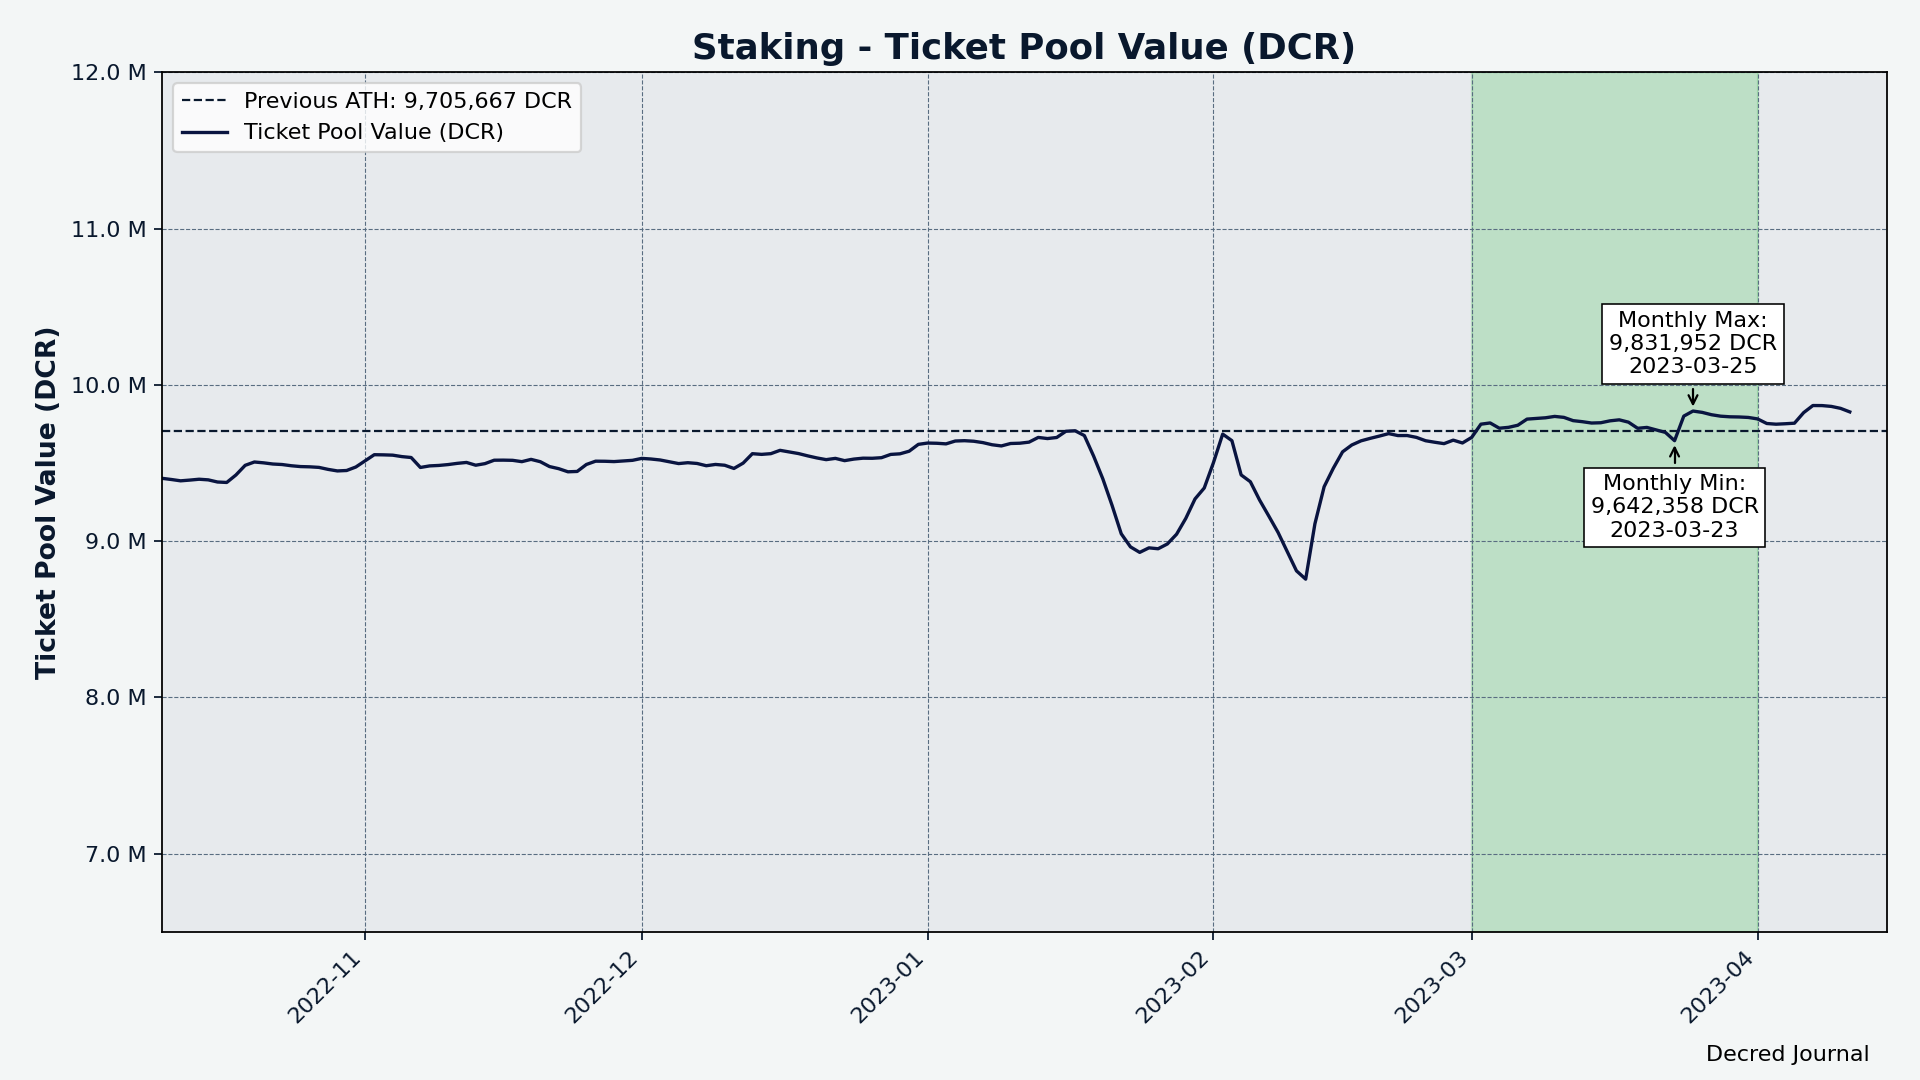 Staking - Ticket Pool Value (DCR)
12.0 M
11.0 M
10.0 M
9.0 M
8.0 M
7.0 M
Ticket Pool Value (DCR)
Previous ATH: 9,705,667 DCR
Ticket Pool Value (DCR)
Monthly Max:
9,831,952 DCR
2023-03-25
Monthly Min:
9,642,358 DCR
2023-03-23
2022-11
2022-12
2023-01
2023-02
2023-03
2023-04
Decred Journal